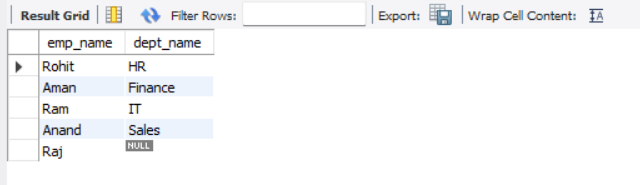 Result Grid Filter Rows: Export: Wrap Cell Content: IA
emp_name dept_name
Rohit HR
Aman Finance
Ram IT
Anand Sales
Raj NULL